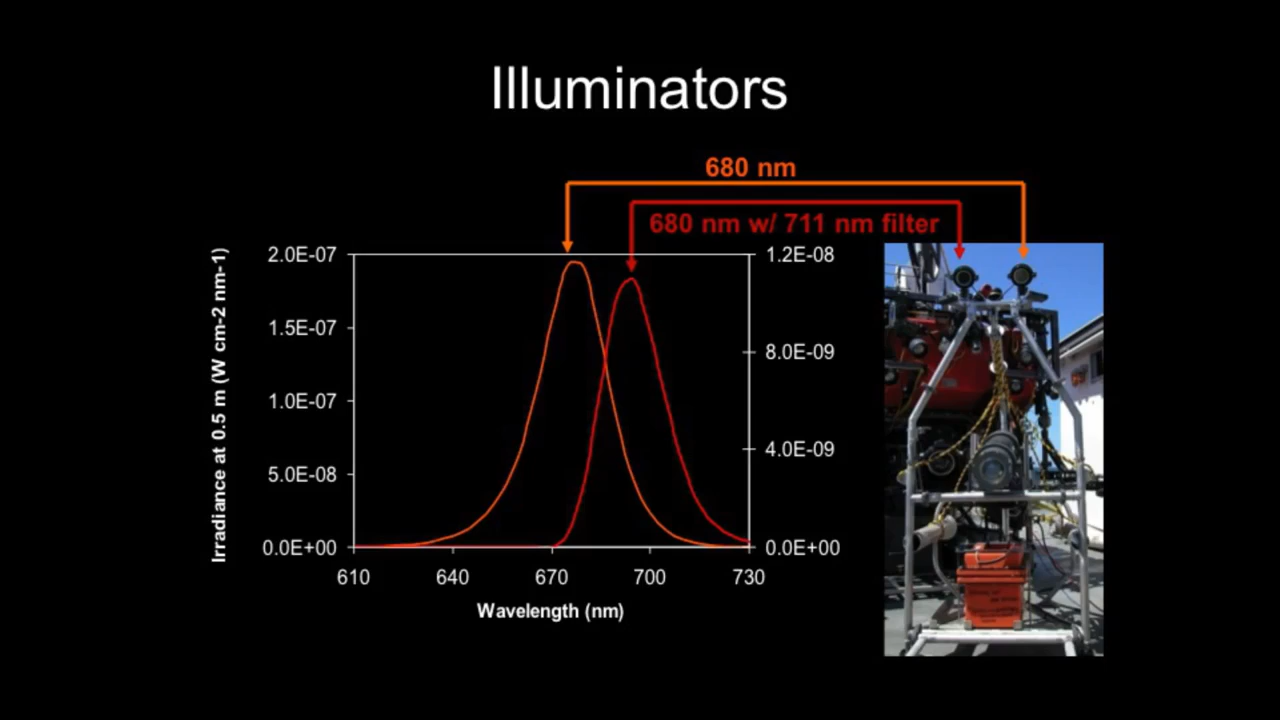 Illuminators
680 nm
680 nm w/ 711 nm filter
Irradiance at 0.5 m (W cm-2 nm-1)
2.0E-07
1.5E-07
1.0E-07
5.0E-08
0.0E+00
1.2E-08
8.0E-09
4.0E-09
0.0E+00
610 640 670 700 730
Wavelength (nm)